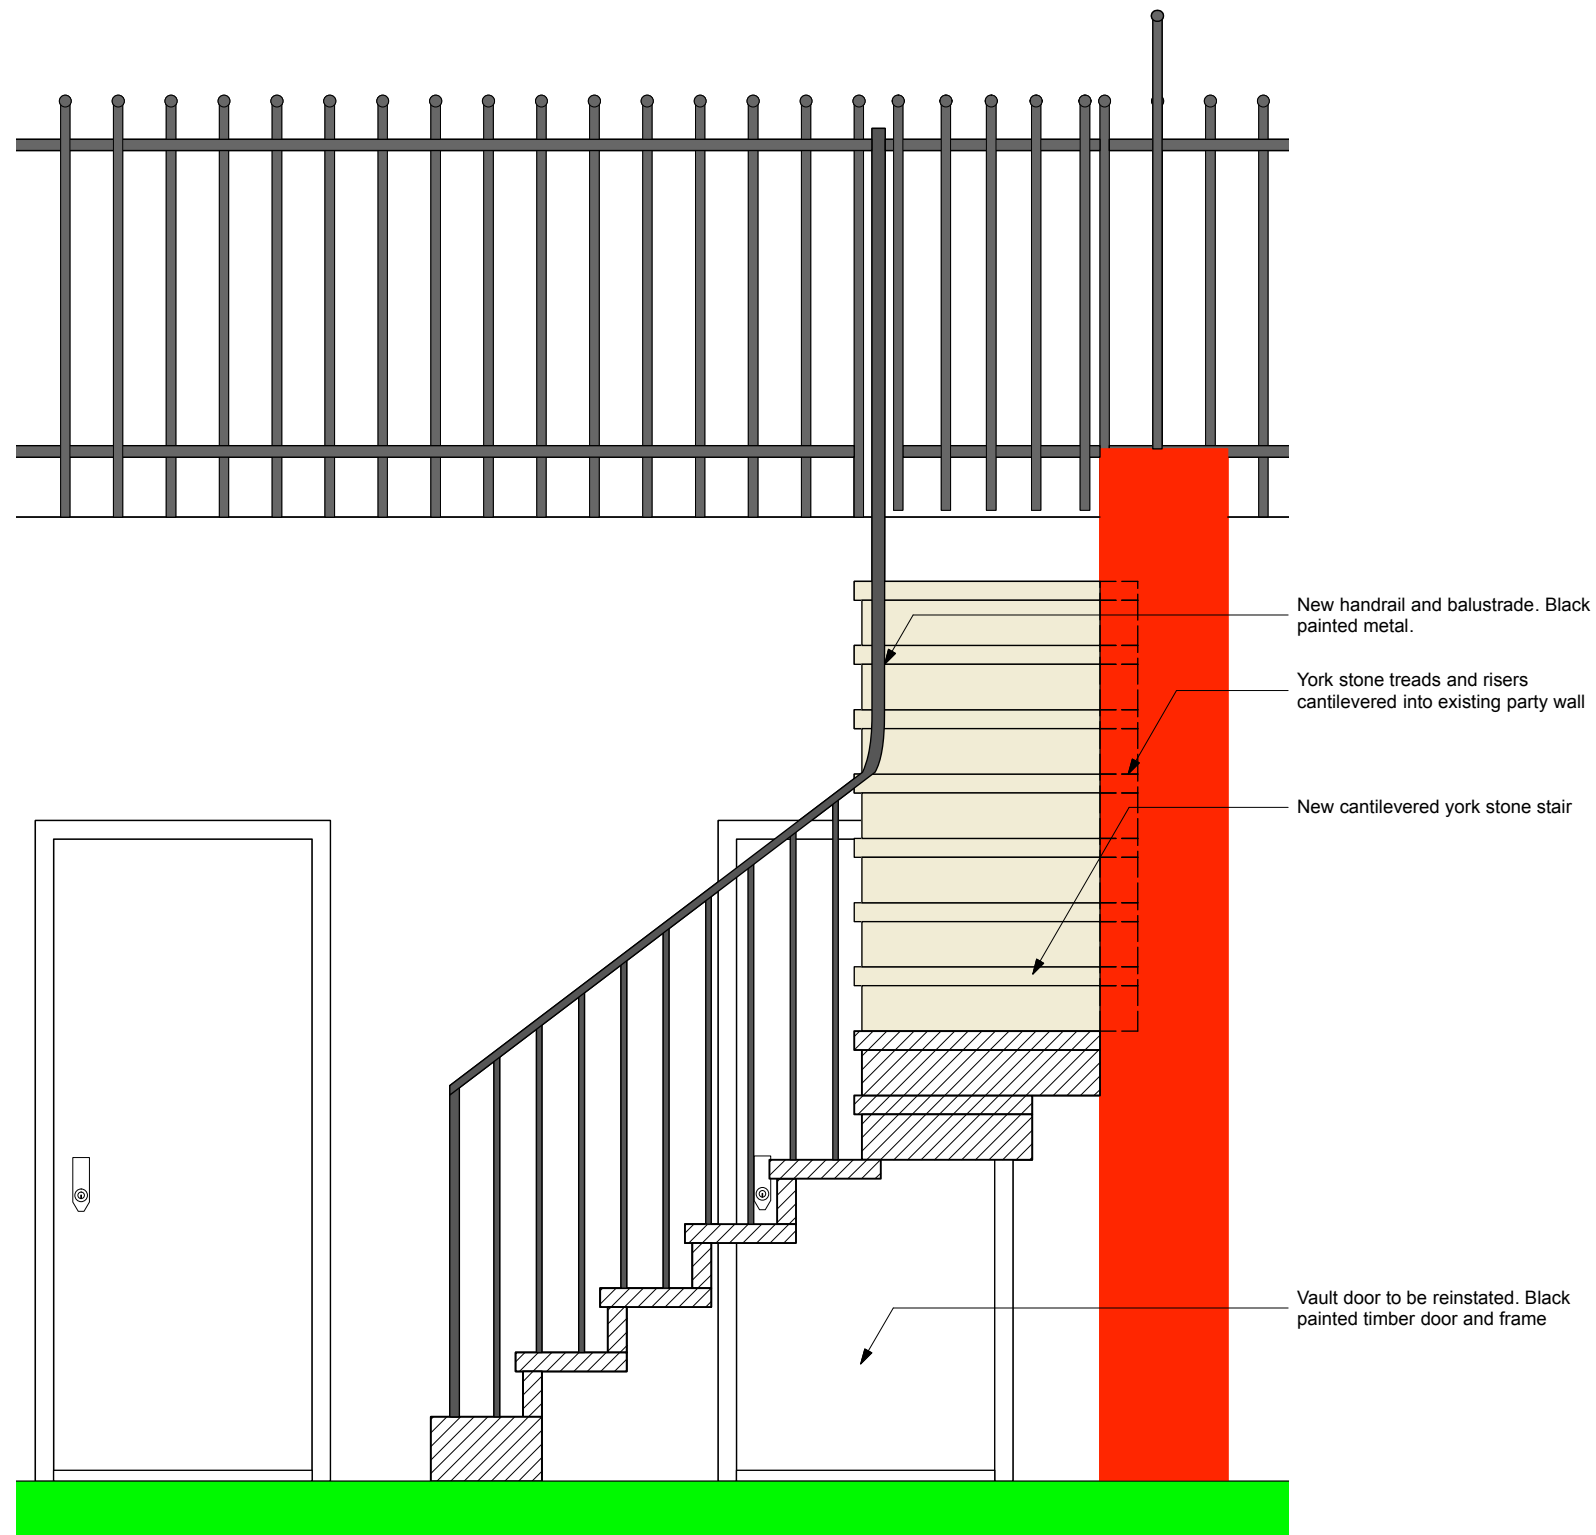 New handrail and balustrade. Black
painted metal.
York stone treads and risers
cantilevered into existing party wall
New cantilevered york stone stair
Vault door to be reinstated. Black
painted timber door and frame